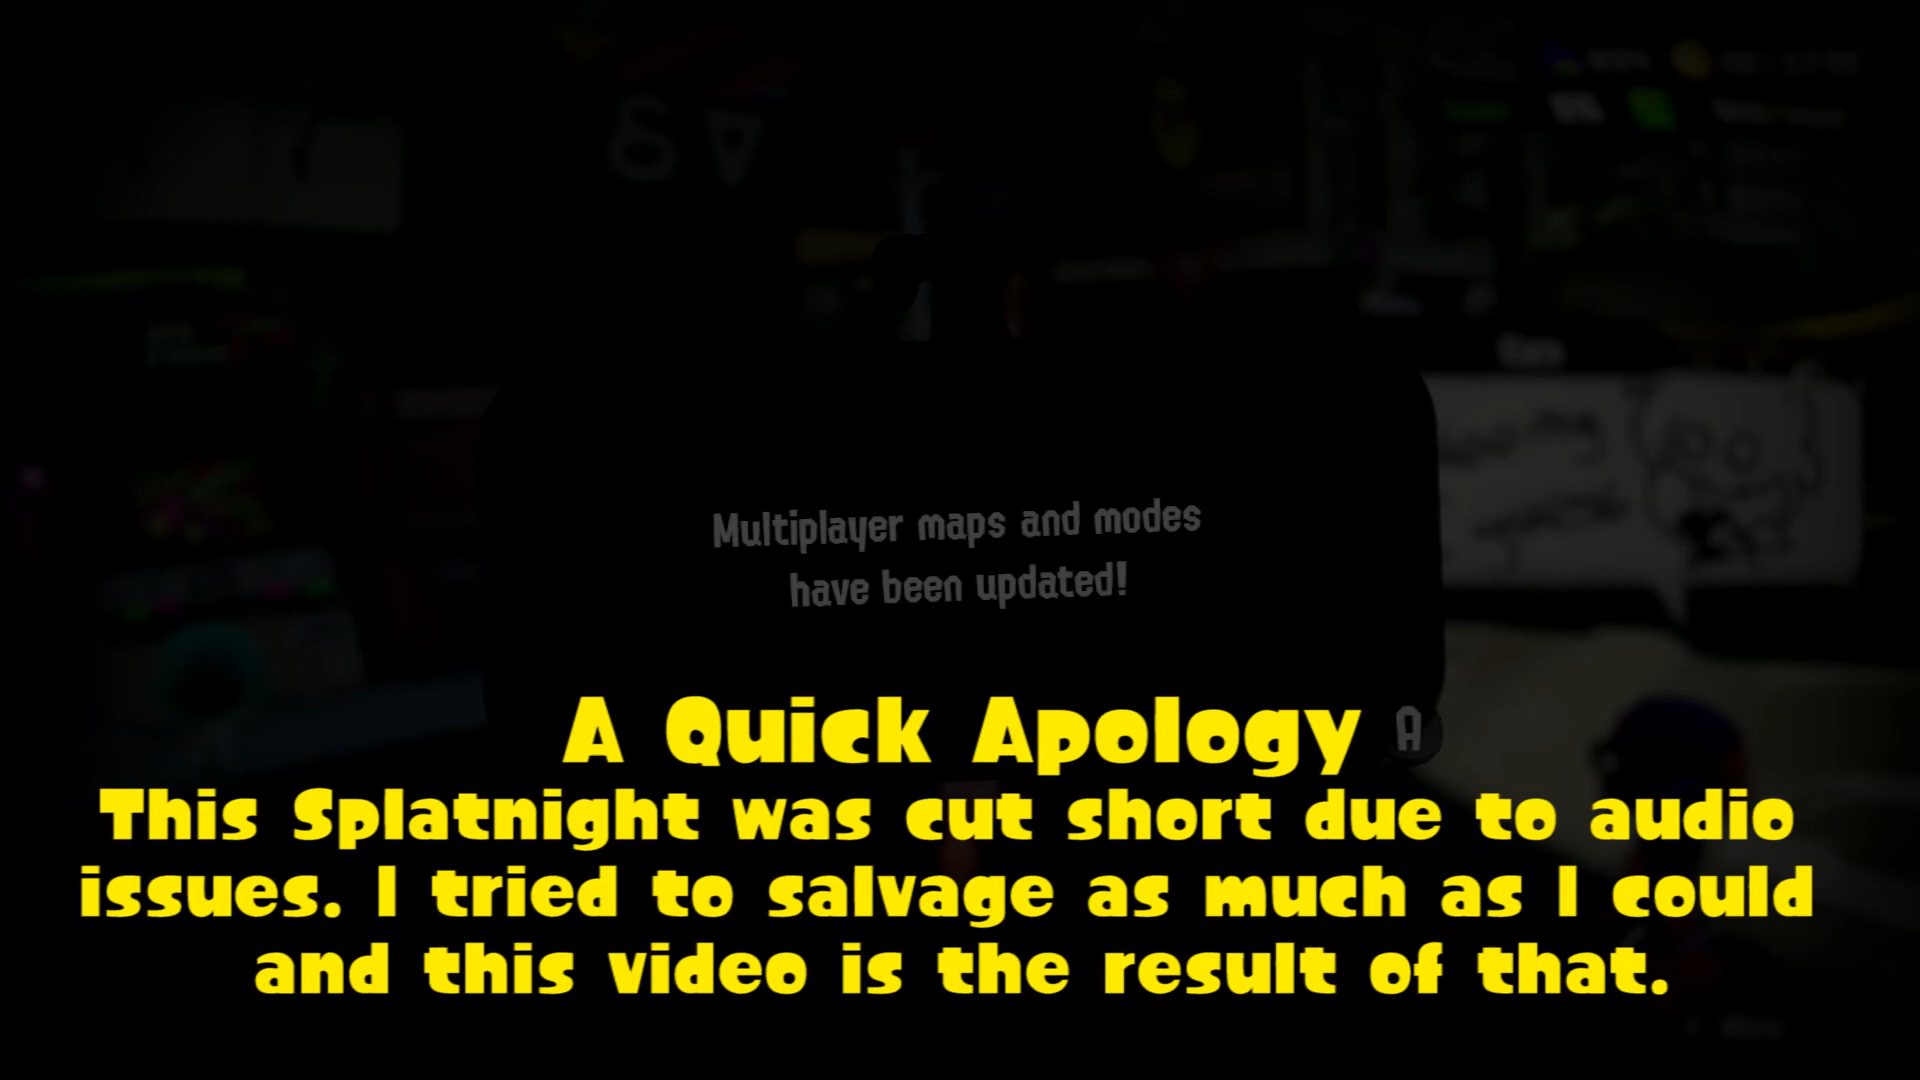 Multiplayer maps and modes
have been updated!
A Quick Apology
A
This Splatnight was cut short due to audio
issues. I tried to salvage as much as I could
and this video is the result of that.